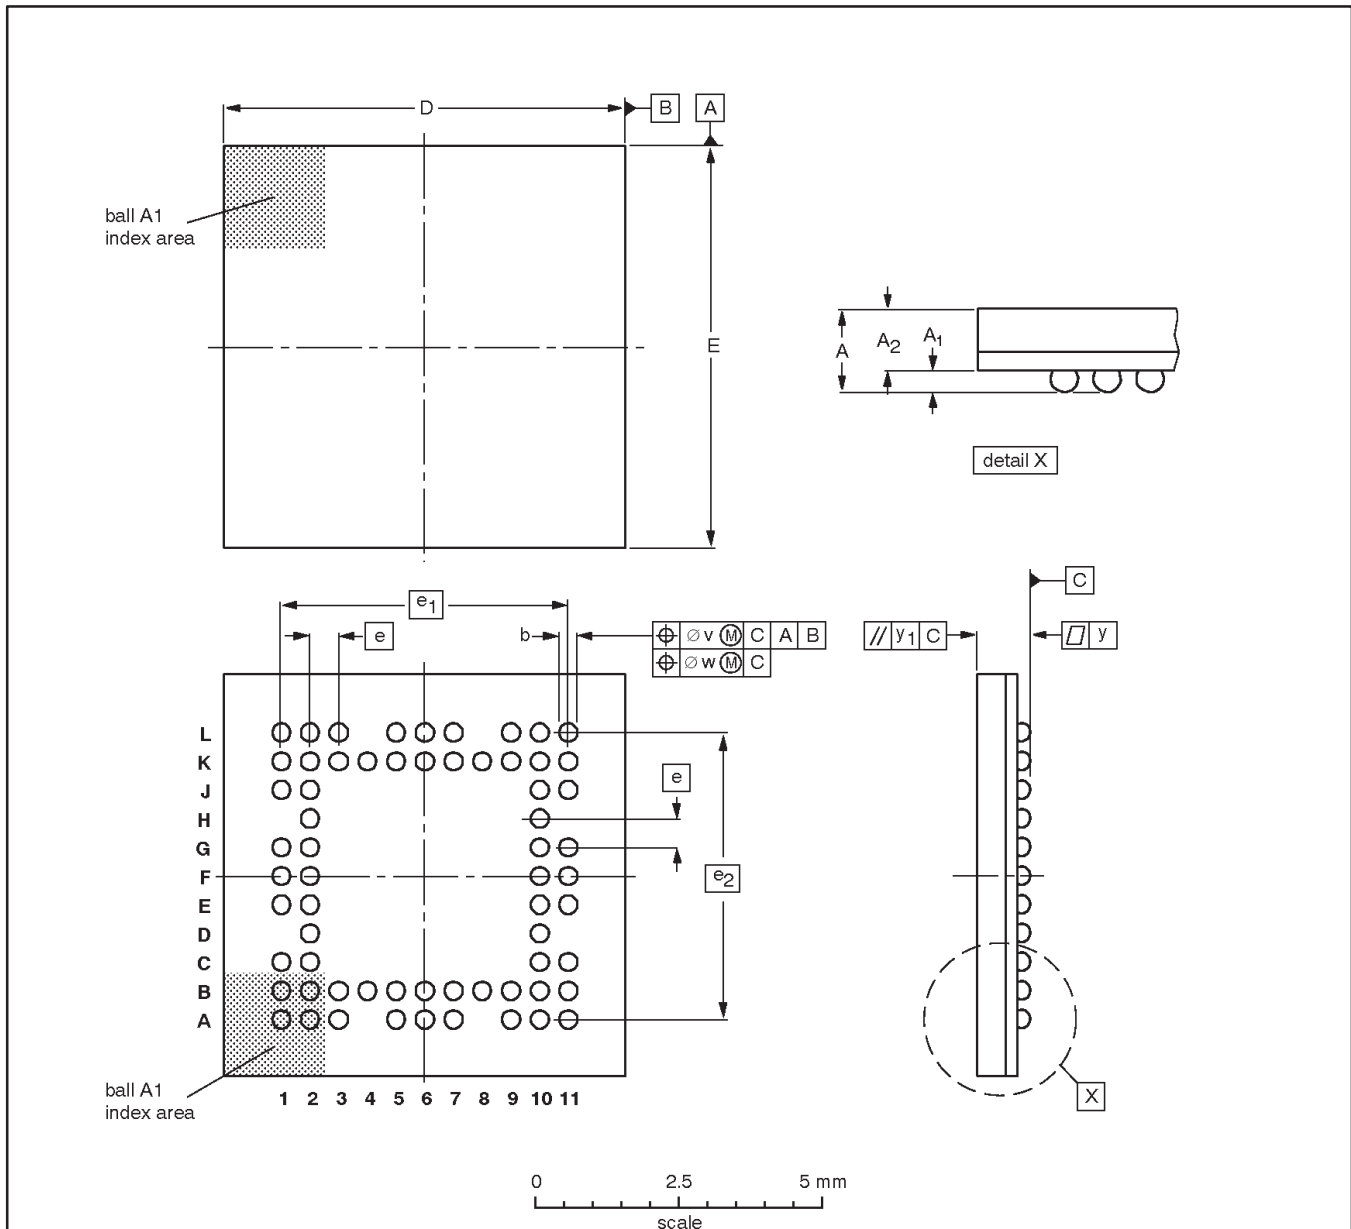 D
B
A
ball A1
index area
E
A
A2
A1
detail X
e1
e
b
⌖ ∅ v Ⓜ C A B
⌖ ∅ w Ⓜ C
C
// y1 C
▱ y
L
K
J
H
G
F
E
D
C
B
A
e
e2
ball A1
index area
1 2 3 4 5 6 7 8 9 10 11
X
0 2.5 5 mm
scale